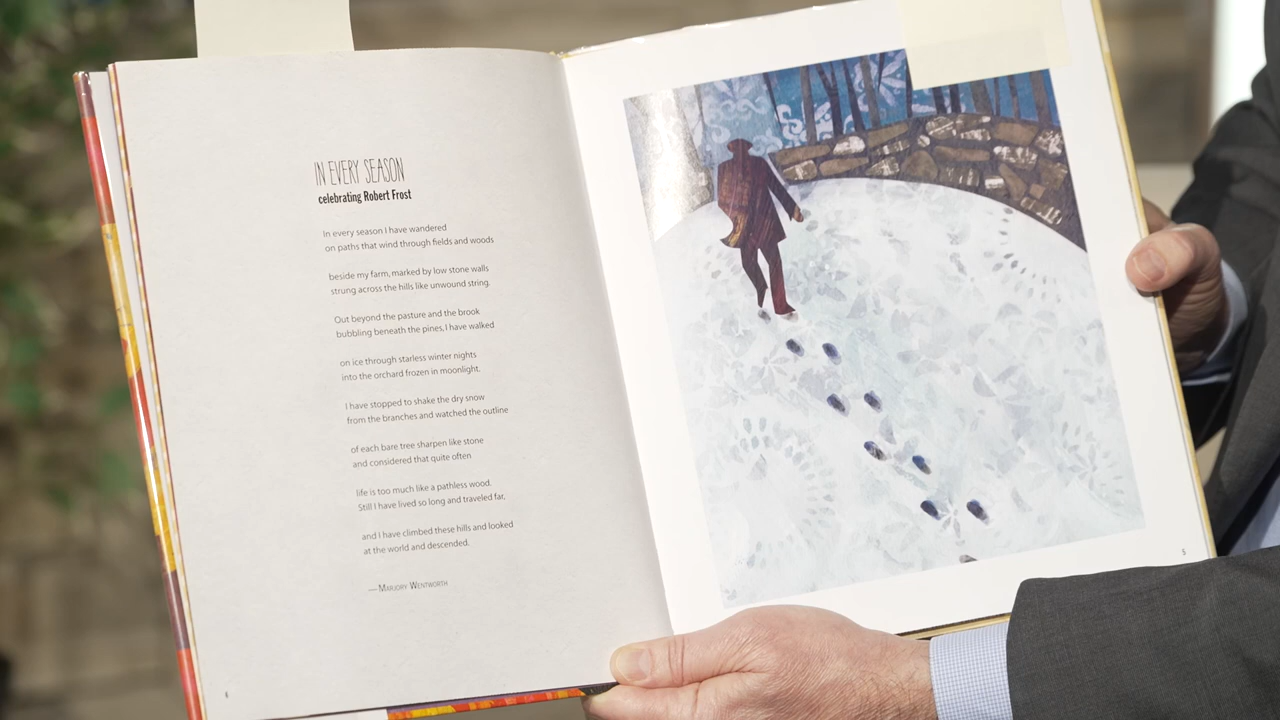 IN EVERY SEASON
celebrating Robert Frost
In every season I have wandered
on paths that wind through fields and woods
beside my farm, marked by low stone walls
strung across the hills like unwound string.
Out beyond the pasture and the brook
bubbling beneath the pines, I have walked
on ice through starless winter nights
into the orchard frozen in moonlight.
I have stopped to shake the dry snow
from the branches and watched the outline
of each bare tree sharpen like stone
and considered that quite often
life is too much like a pathless wood.
Still I have lived so long and traveled far,
and I have climbed these hills and looked
at the world and descended.
— Marjory Wentworth
5